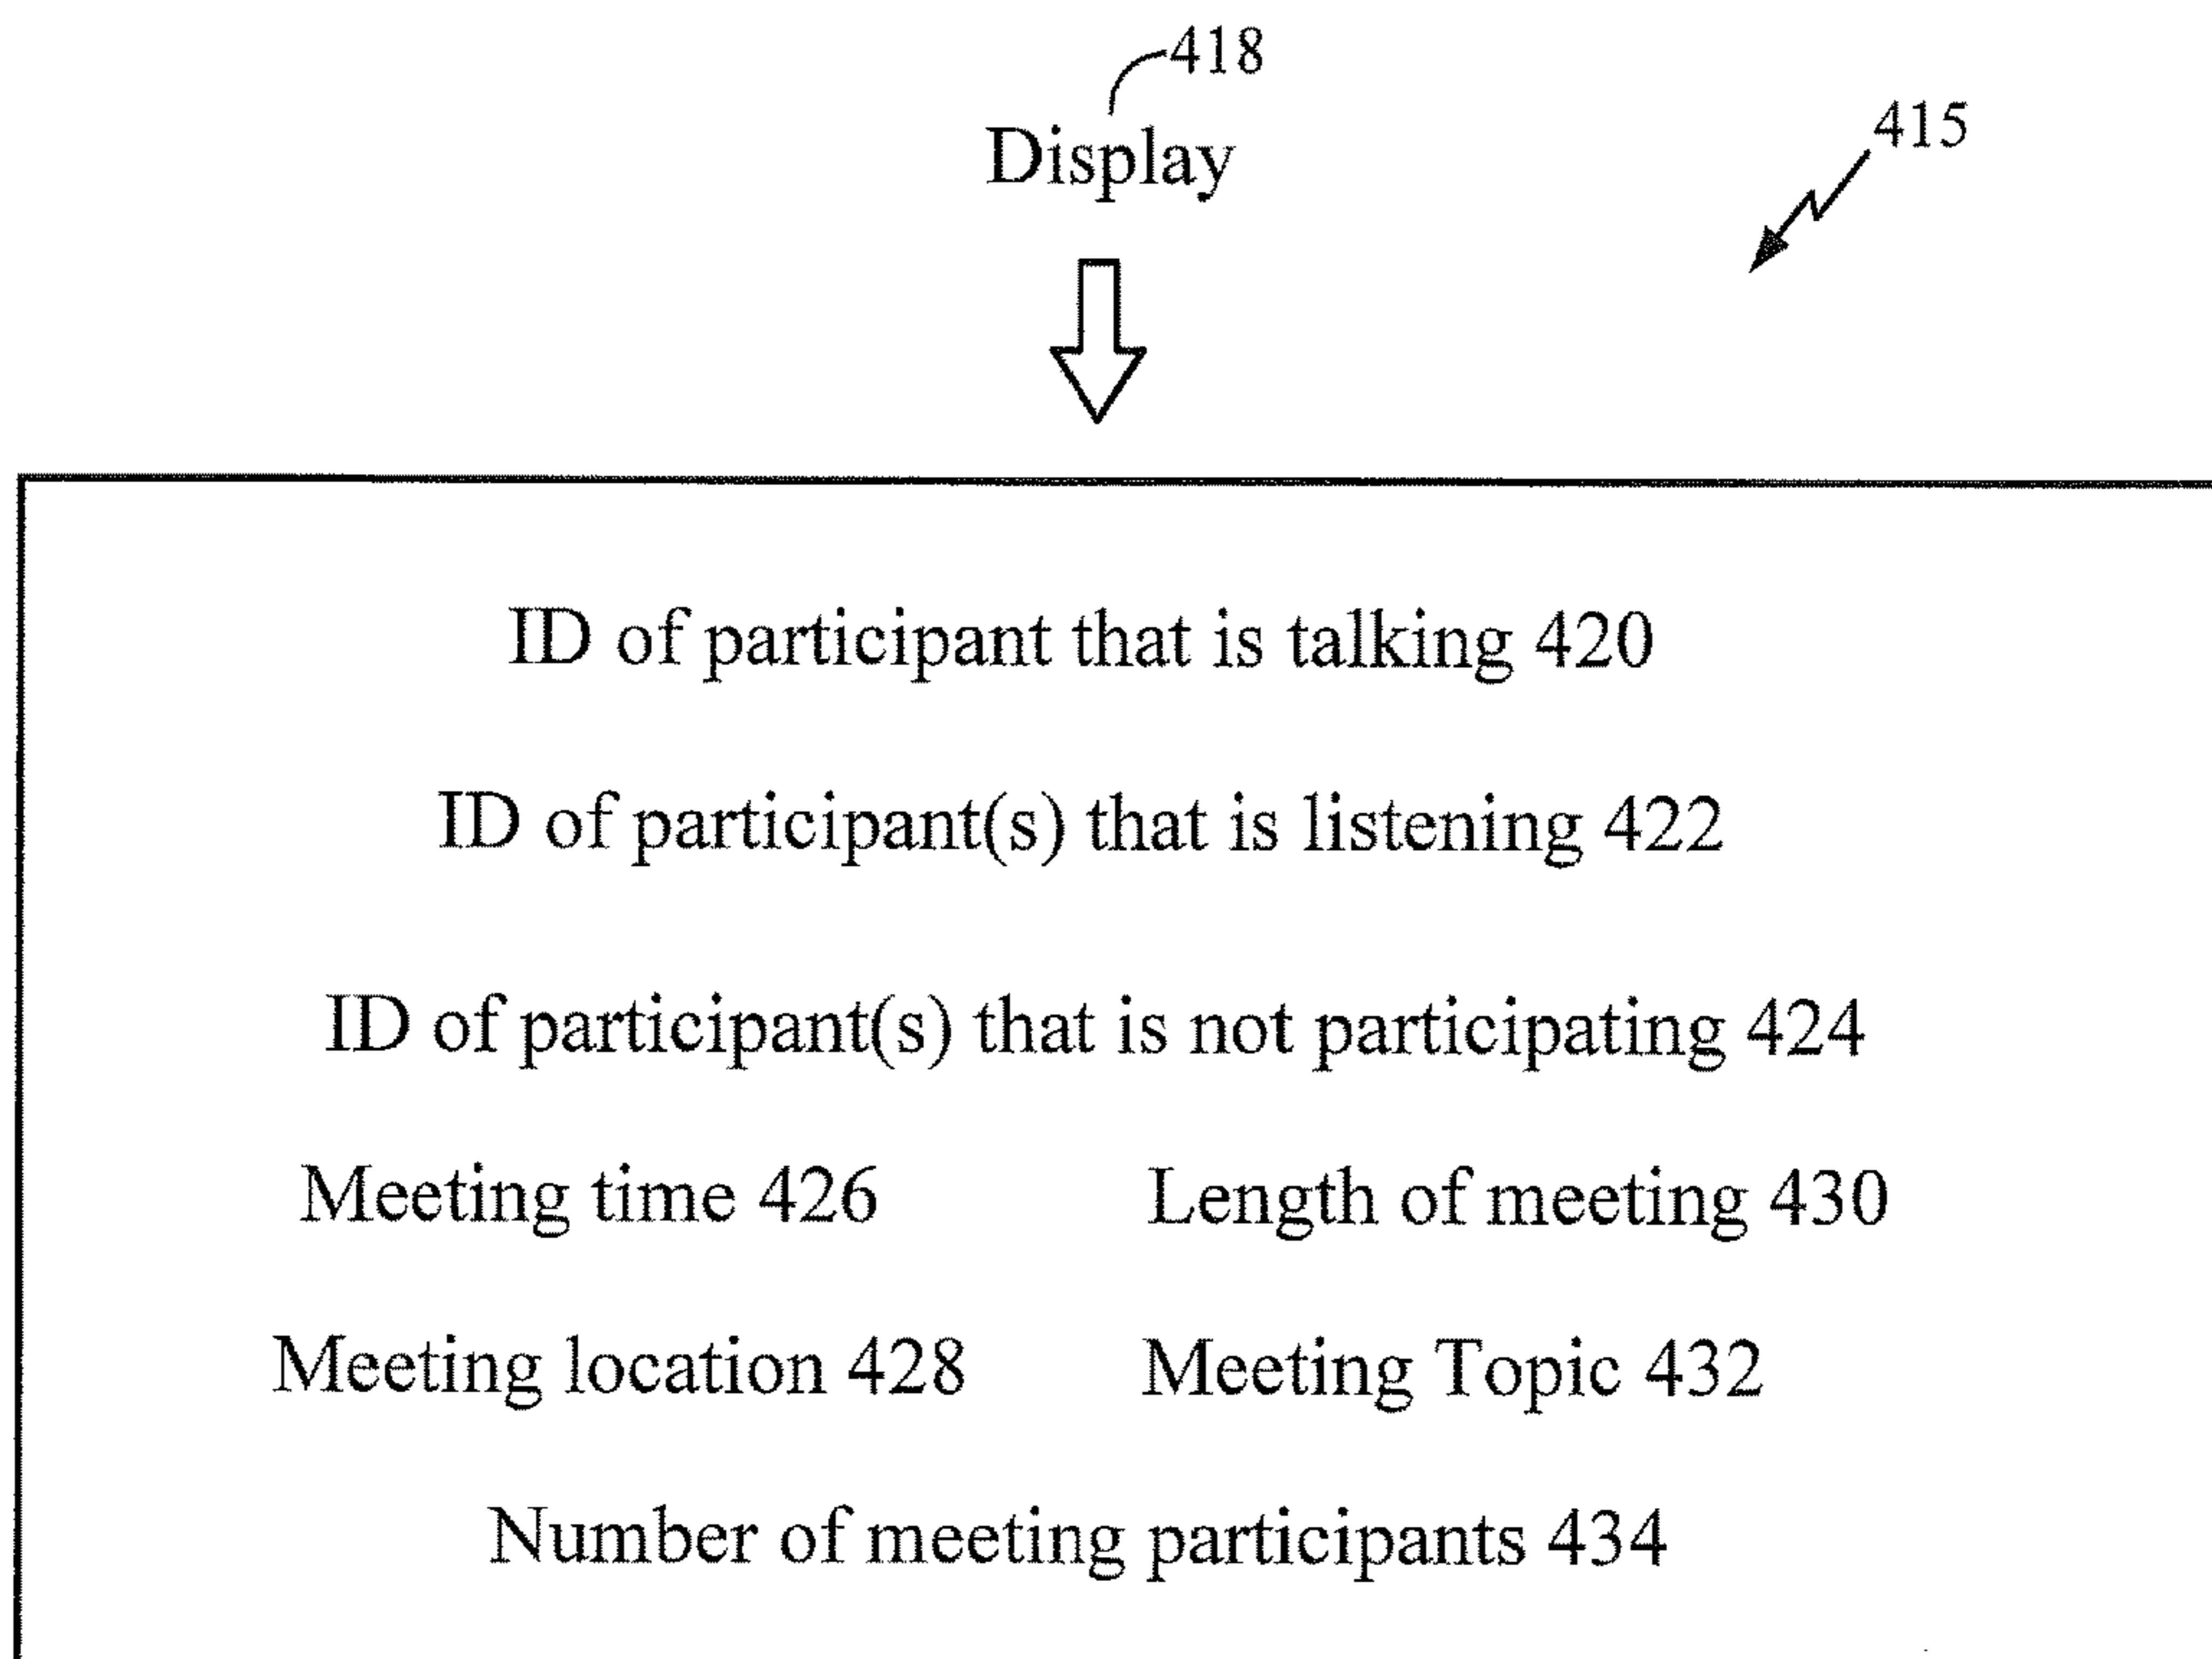 418
415
Display
ID of participant that is talking 420
ID of participant(s) that is listening 422
ID of participant(s) that is not participating 424
Meeting time 426 Length of meeting 430
Meeting location 428 Meeting Topic 432
Number of meeting participants 434